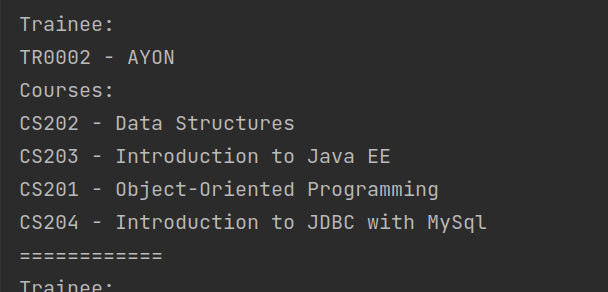 Trainee:
TR0002 - AYON
Courses:
CS202 - Data Structures
CS203 - Introduction to Java EE
CS201 - Object-Oriented Programming
CS204 - Introduction to JDBC with MySql
============
Trainee: